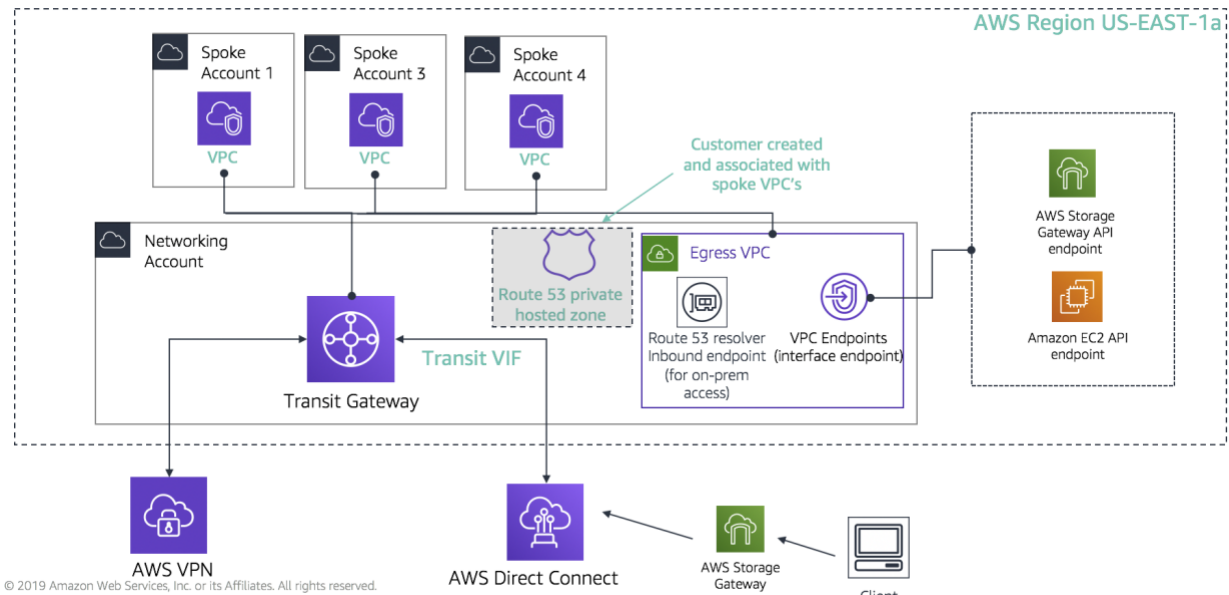 AWS Region US-EAST-1a
Spoke
Account 1
VPC
Spoke
Account 3
VPC
Spoke
Account 4
VPC
Customer created
and associated with
spoke VPC's
Networking
Account
Route 53 private
hosted zone
Egress VPC
Route 53 resolver
Inbound endpoint
(for on-prem
access)
VPC Endpoints
(interface endpoint)
AWS Storage
Gateway API
endpoint
Amazon EC2 API
endpoint
Transit VIF
Transit Gateway
AWS VPN
AWS Direct Connect
AWS Storage
Gateway
Client
© 2019 Amazon Web Services, Inc. or its Affiliates. All rights reserved.